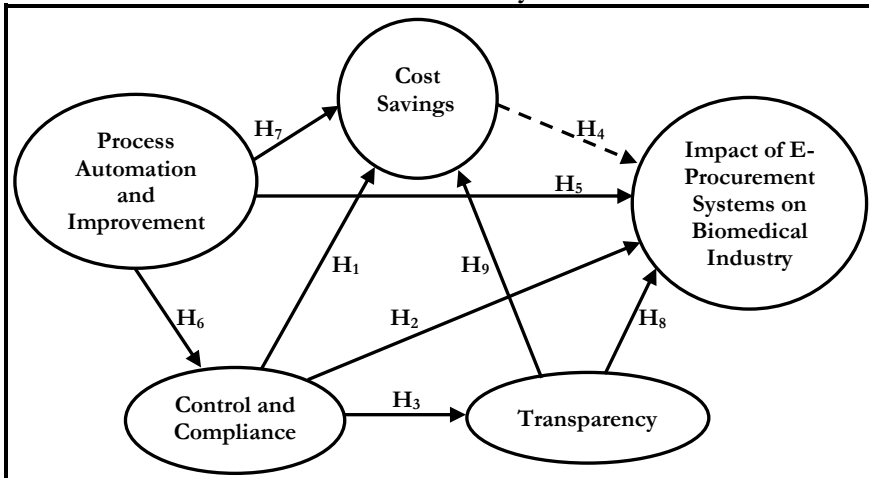 Cost
Savings
Process
Automation
and
Improvement
H₇
H₄
Impact of E-
Procurement
Systems on
Biomedical
Industry
H₅
H₁
H₉
H₆
H₂
H₈
Control and
Compliance
H₃
Transparency